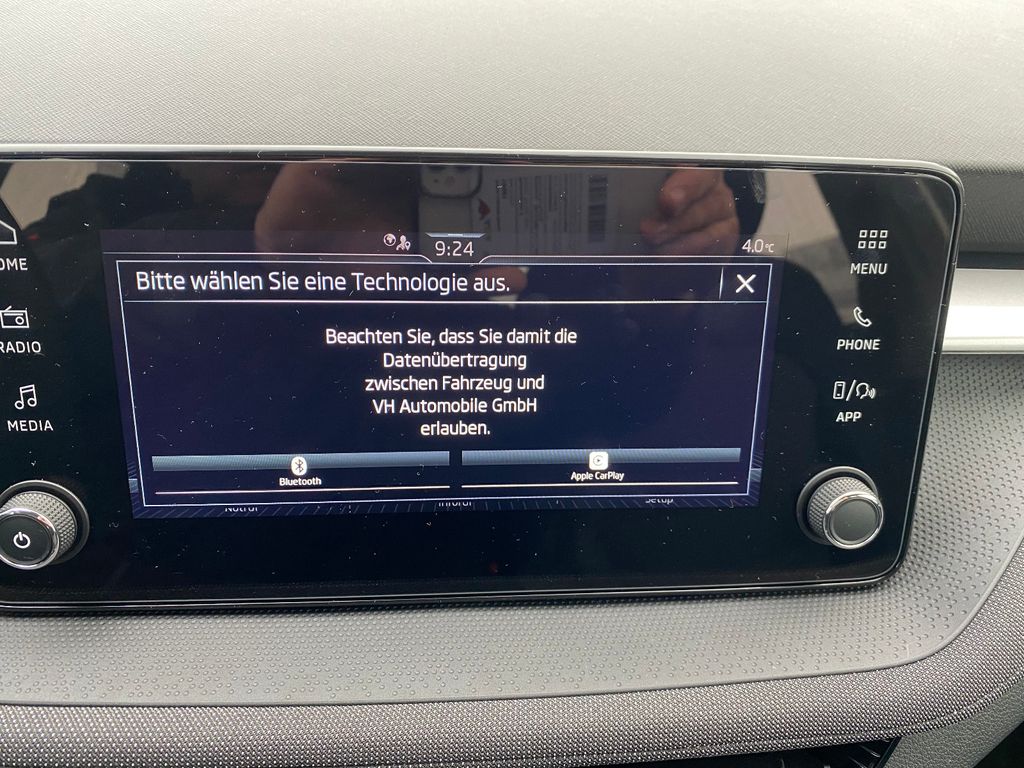 9:24
4.0°C
Bitte wählen Sie eine Technologie aus.
Beachten Sie, dass Sie damit die
Datenübertragung
zwischen Fahrzeug und
VH Automobile GmbH
erlauben.
Bluetooth
Apple CarPlay
Setup
OME
RADIO
MEDIA
MENU
PHONE
APP